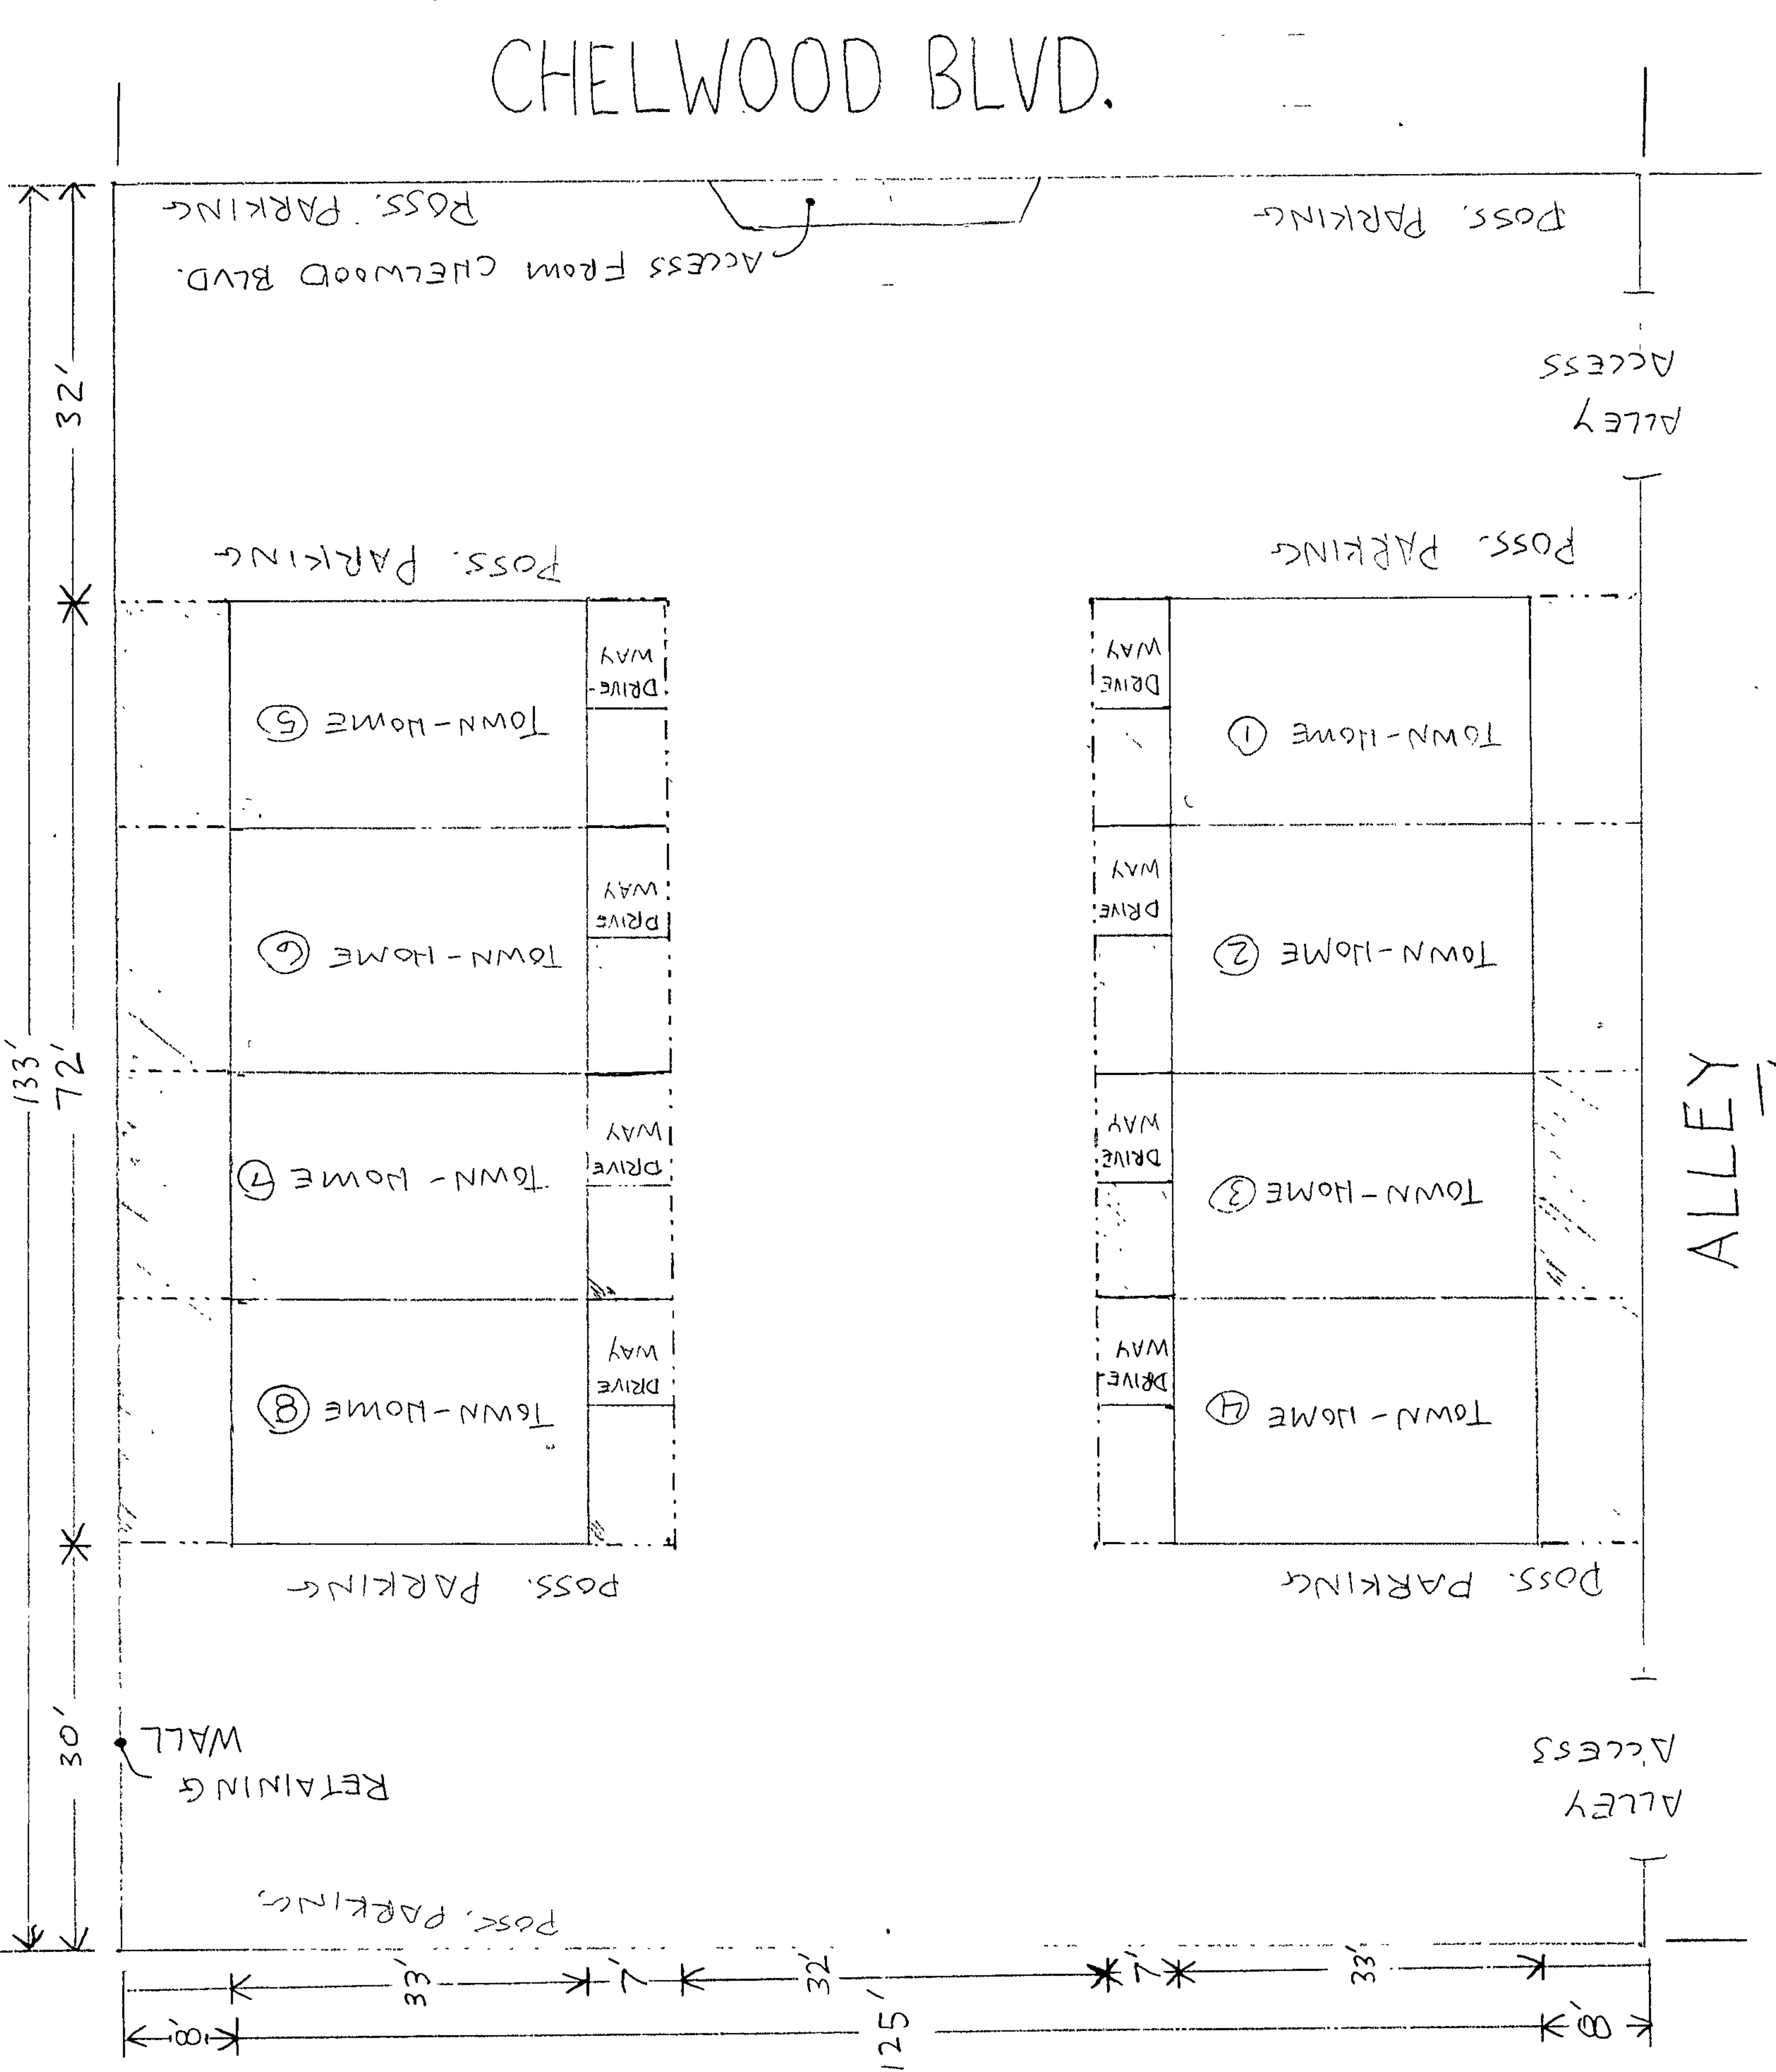 CHELWOOD BLVD.
POSS. PARKING
POSS. PARKING
ACCESS FROM CHELWOOD BLVD.
ALLEY
ACCESS
32'
POSS. PARKING
POSS. PARKING
DRIVE-
WAY
DRIVE
WAY
TOWN-HOME 5
TOWN-HOME 1
DRIVE
WAY
DRIVE
WAY
TOWN-HOME 6
TOWN-HOME 2
133'
72'
ALLEY
DRIVE
WAY
DRIVE
WAY
TOWN-HOME 7
TOWN-HOME 3
DRIVE
WAY
DRIVE-
WAY
TOWN-HOME 8
TOWN-HOME 4
POSS. PARKING
POSS. PARKING
30'
RETAINING
WALL
ALLEY
ACCESS
POSS. PARKING
33'
7'
32'
7'
33'
8'
125'
8'